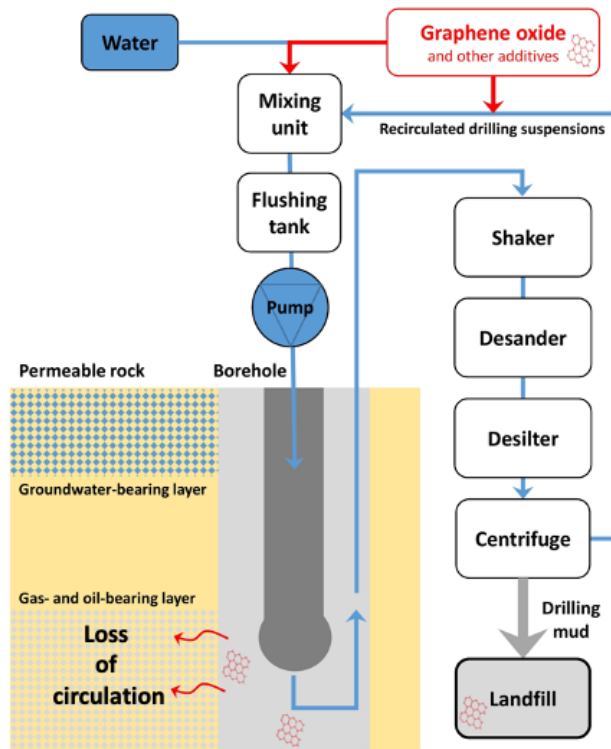 Water
Graphene oxide
and other additives
Mixing
unit
Recirculated drilling suspensions
Flushing
tank
Shaker
Pump
Desander
Permeable rock
Borehole
Desilter
Groundwater-bearing layer
Centrifuge
Gas- and oil-bearing layer
Loss
of
circulation
Drilling
mud
Landfill